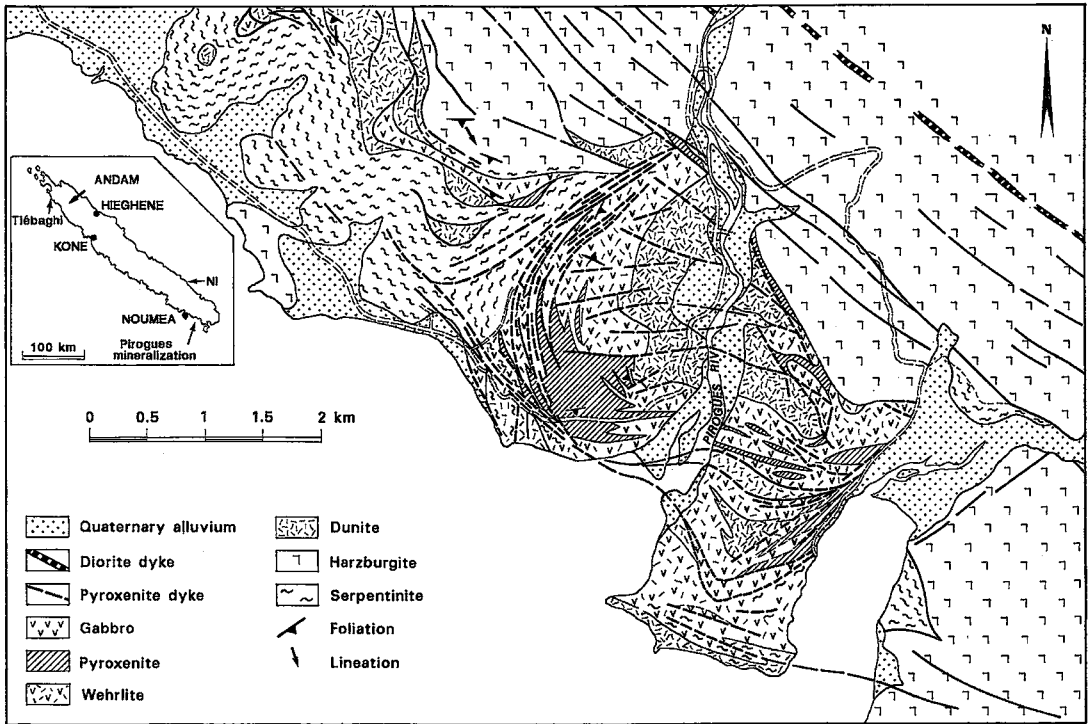 N
ANDAM
HIEGHENE
Tiébaghi
KONE
Ni
NOUMEA
Pirogues
mineralization
100 km
0 0.5 1 1.5 2 km
PIROGUES RIV.
Quaternary alluvium
Diorite dyke
Pyroxenite dyke
Gabbro
Pyroxenite
Wehrlite
Dunite
Harzburgite
Serpentinite
Foliation
Lineation